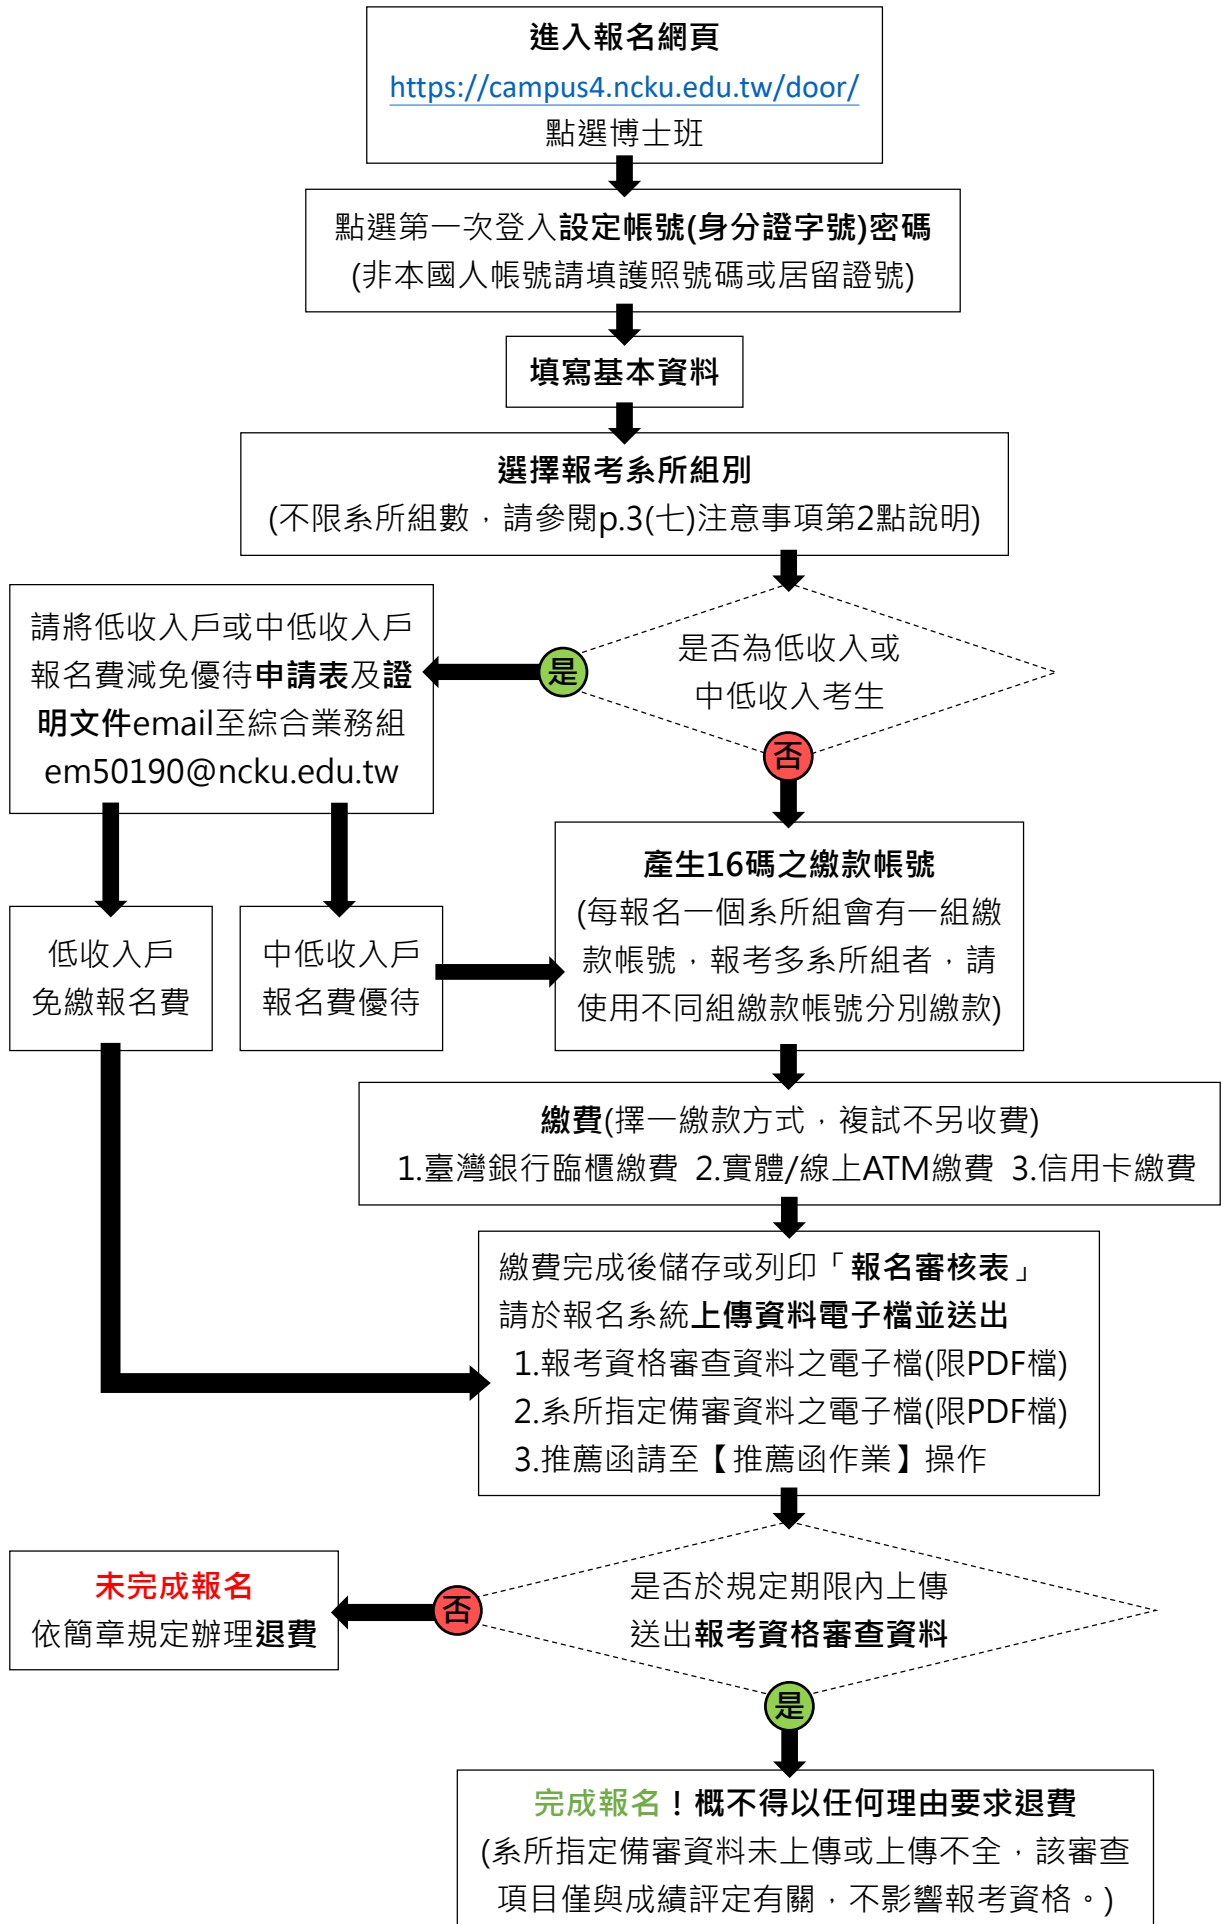 進入報名網頁
https://campus4.ncku.edu.tw/door/
點選博士班
點選第一次登入設定帳號(身分證字號)密碼
(非本國人帳號請填護照號碼或居留證號)
填寫基本資料
選擇報考系所組別
(不限系所組數，請參閱p.3(七)注意事項第2點說明)
是否為低收入或
中低收入考生
是
否
請將低收入戶或中低收入戶
報名費減免優待申請表及證
明文件email至綜合業務組
em50190@ncku.edu.tw
低收入戶
免繳報名費
中低收入戶
報名費優待
產生16碼之繳款帳號
(每報名一個系所組會有一組繳
款帳號，報考多系所組者，請
使用不同組繳款帳號分別繳款)
繳費(擇一繳款方式，複試不另收費)
1.臺灣銀行臨櫃繳費 2.實體/線上ATM繳費 3.信用卡繳費
繳費完成後儲存或列印「報名審核表」
請於報名系統上傳資料電子檔並送出
1.報考資格審查資料之電子檔(限PDF檔)
2.系所指定備審資料之電子檔(限PDF檔)
3.推薦函請至【推薦函作業】操作
是否於規定期限內上傳
送出報考資格審查資料
否
是
未完成報名
依簡章規定辦理退費
完成報名！概不得以任何理由要求退費
(系所指定備審資料未上傳或上傳不全，該審查
項目僅與成績評定有關，不影響報考資格。)